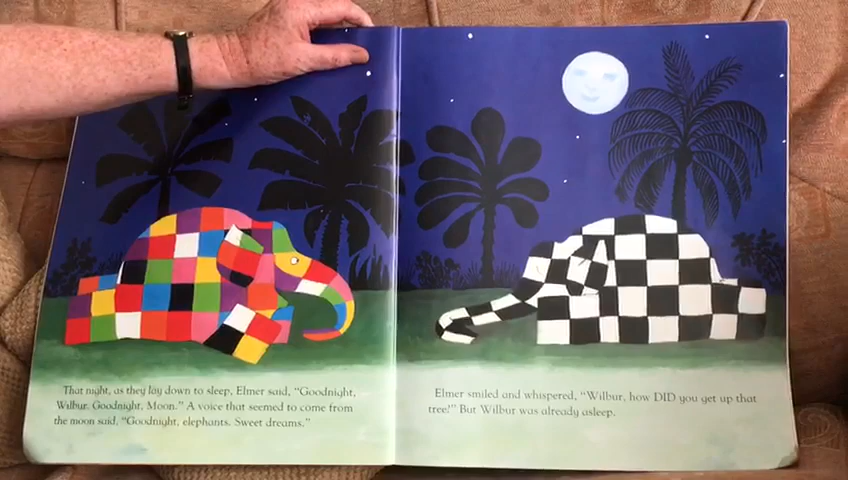 That night, as they lay down to sleep, Elmer said, "Goodnight,
Wilbur. Goodnight, Moon." A voice that seemed to come from
the moon said, "Goodnight, elephants. Sweet dreams."
Elmer smiled and whispered, "Wilbur, how DID you get up that
tree?" But Wilbur was already asleep.